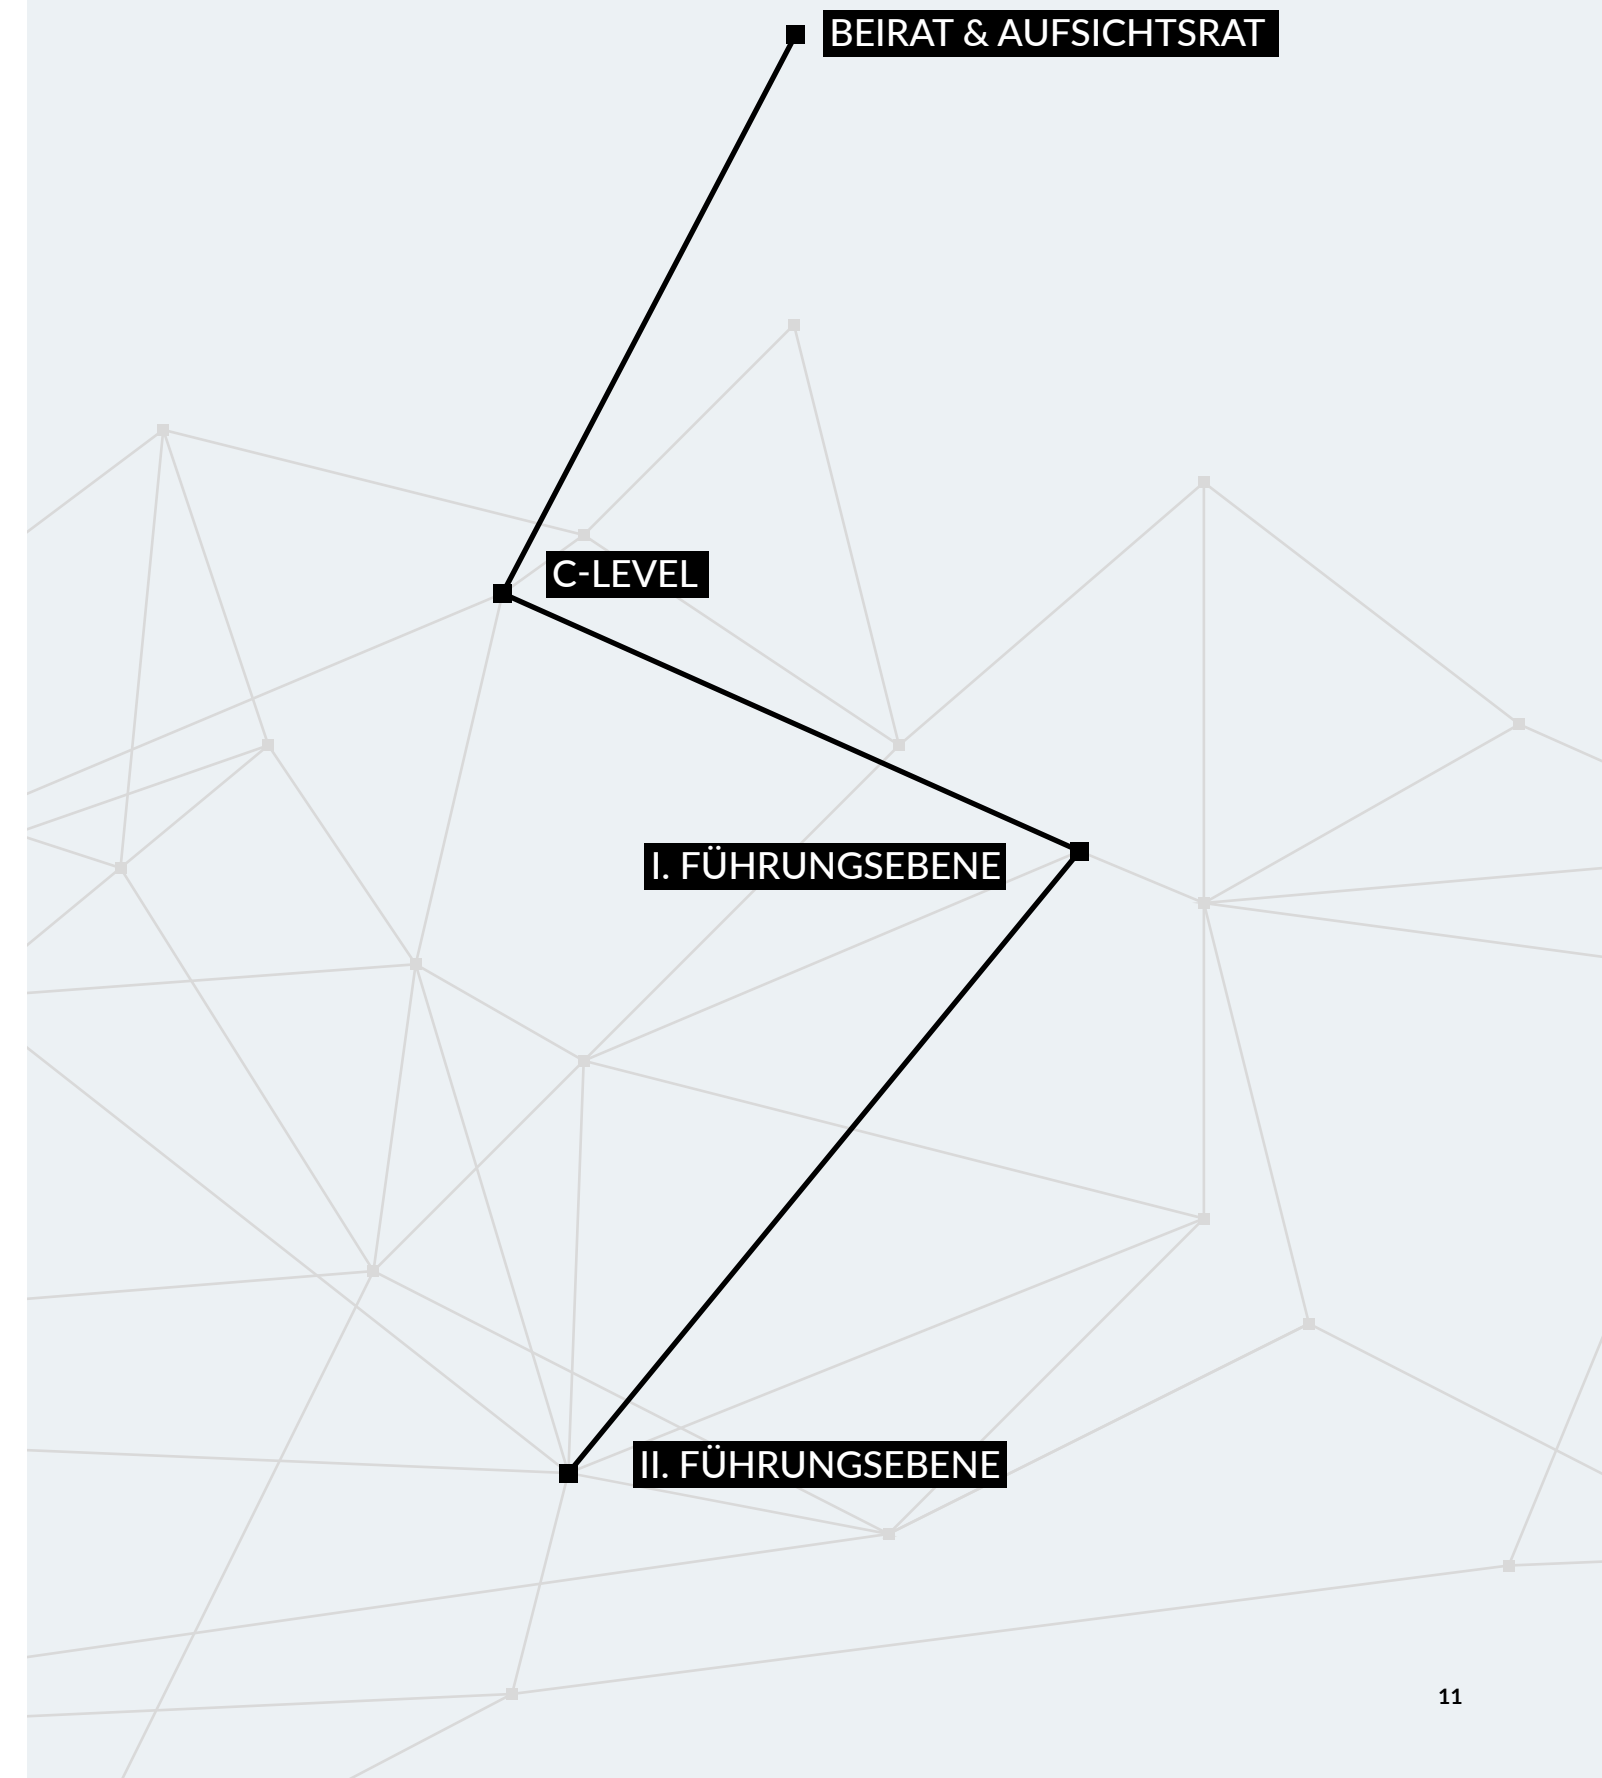 BEIRAT & AUFSICHTSRAT
C-LEVEL
I. FÜHRUNGSEBENE
II. FÜHRUNGSEBENE
11